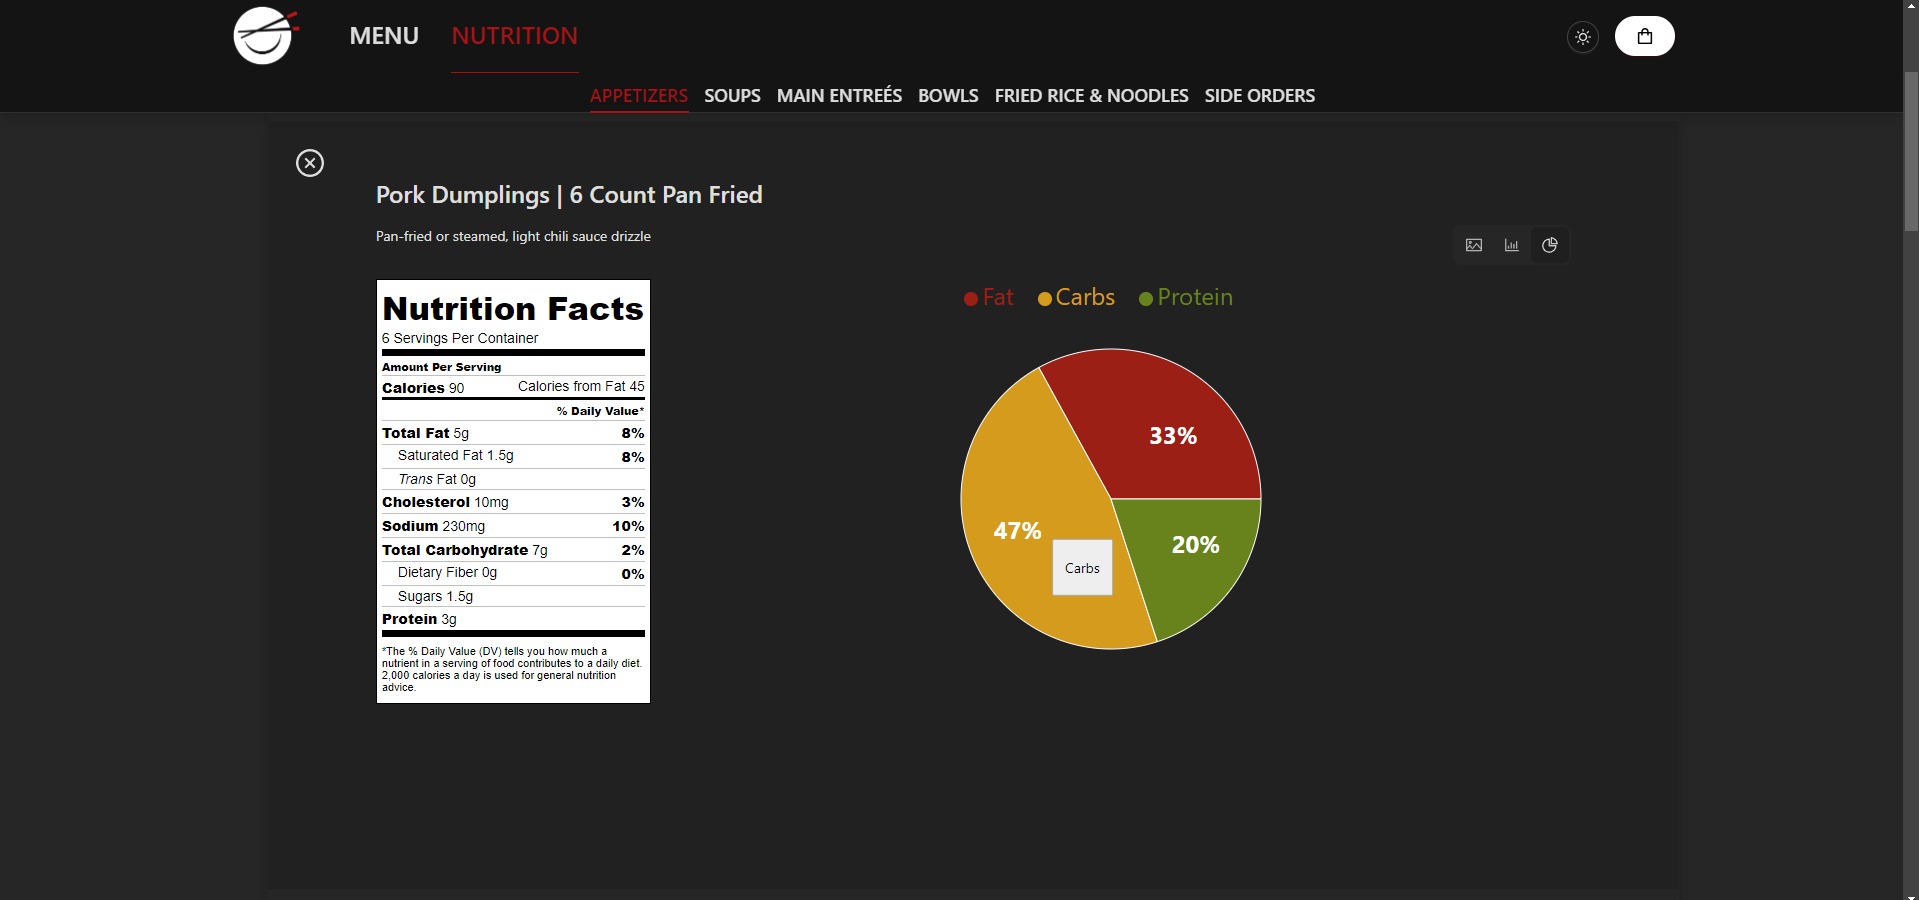 MENU NUTRITION
APPETIZERS SOUPS MAIN ENTREÉS BOWLS FRIED RICE & NOODLES SIDE ORDERS
Pork Dumplings | 6 Count Pan Fried
Pan-fried or steamed, light chili sauce drizzle
Nutrition Facts
6 Servings Per Container
Amount Per Serving
Calories 90 Calories from Fat 45
% Daily Value*
Total Fat 5g 8%
Saturated Fat 1.5g 8%
Trans Fat 0g
Cholesterol 10mg 3%
Sodium 230mg 10%
Total Carbohydrate 7g 2%
Dietary Fiber 0g 0%
Sugars 1.5g
Protein 3g
*The % Daily Value (DV) tells you how much a
nutrient in a serving of food contributes to a daily diet.
2,000 calories a day is used for general nutrition
advice.
Fat Carbs Protein
33%
47%
20%
Carbs